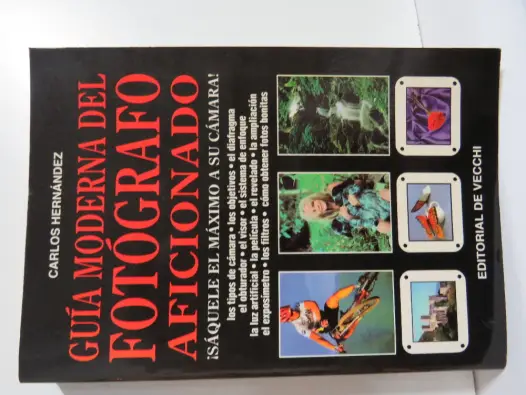 CARLOS HERNÁNDEZ
GUÍA MODERNA DEL
FOTÓGRAFO
AFICIONADO
¡SÁQUELE EL MÁXIMO A SU CÁMARA!
los tipos de cámara • los objetivos • el diafragma
el obturador • el visor • el sistema de enfoque
la luz artificial • la película • el revelado • la ampliación
el exposímetro • los filtros • cómo obtener fotos bonitas
EDITORIAL DE VECCHI